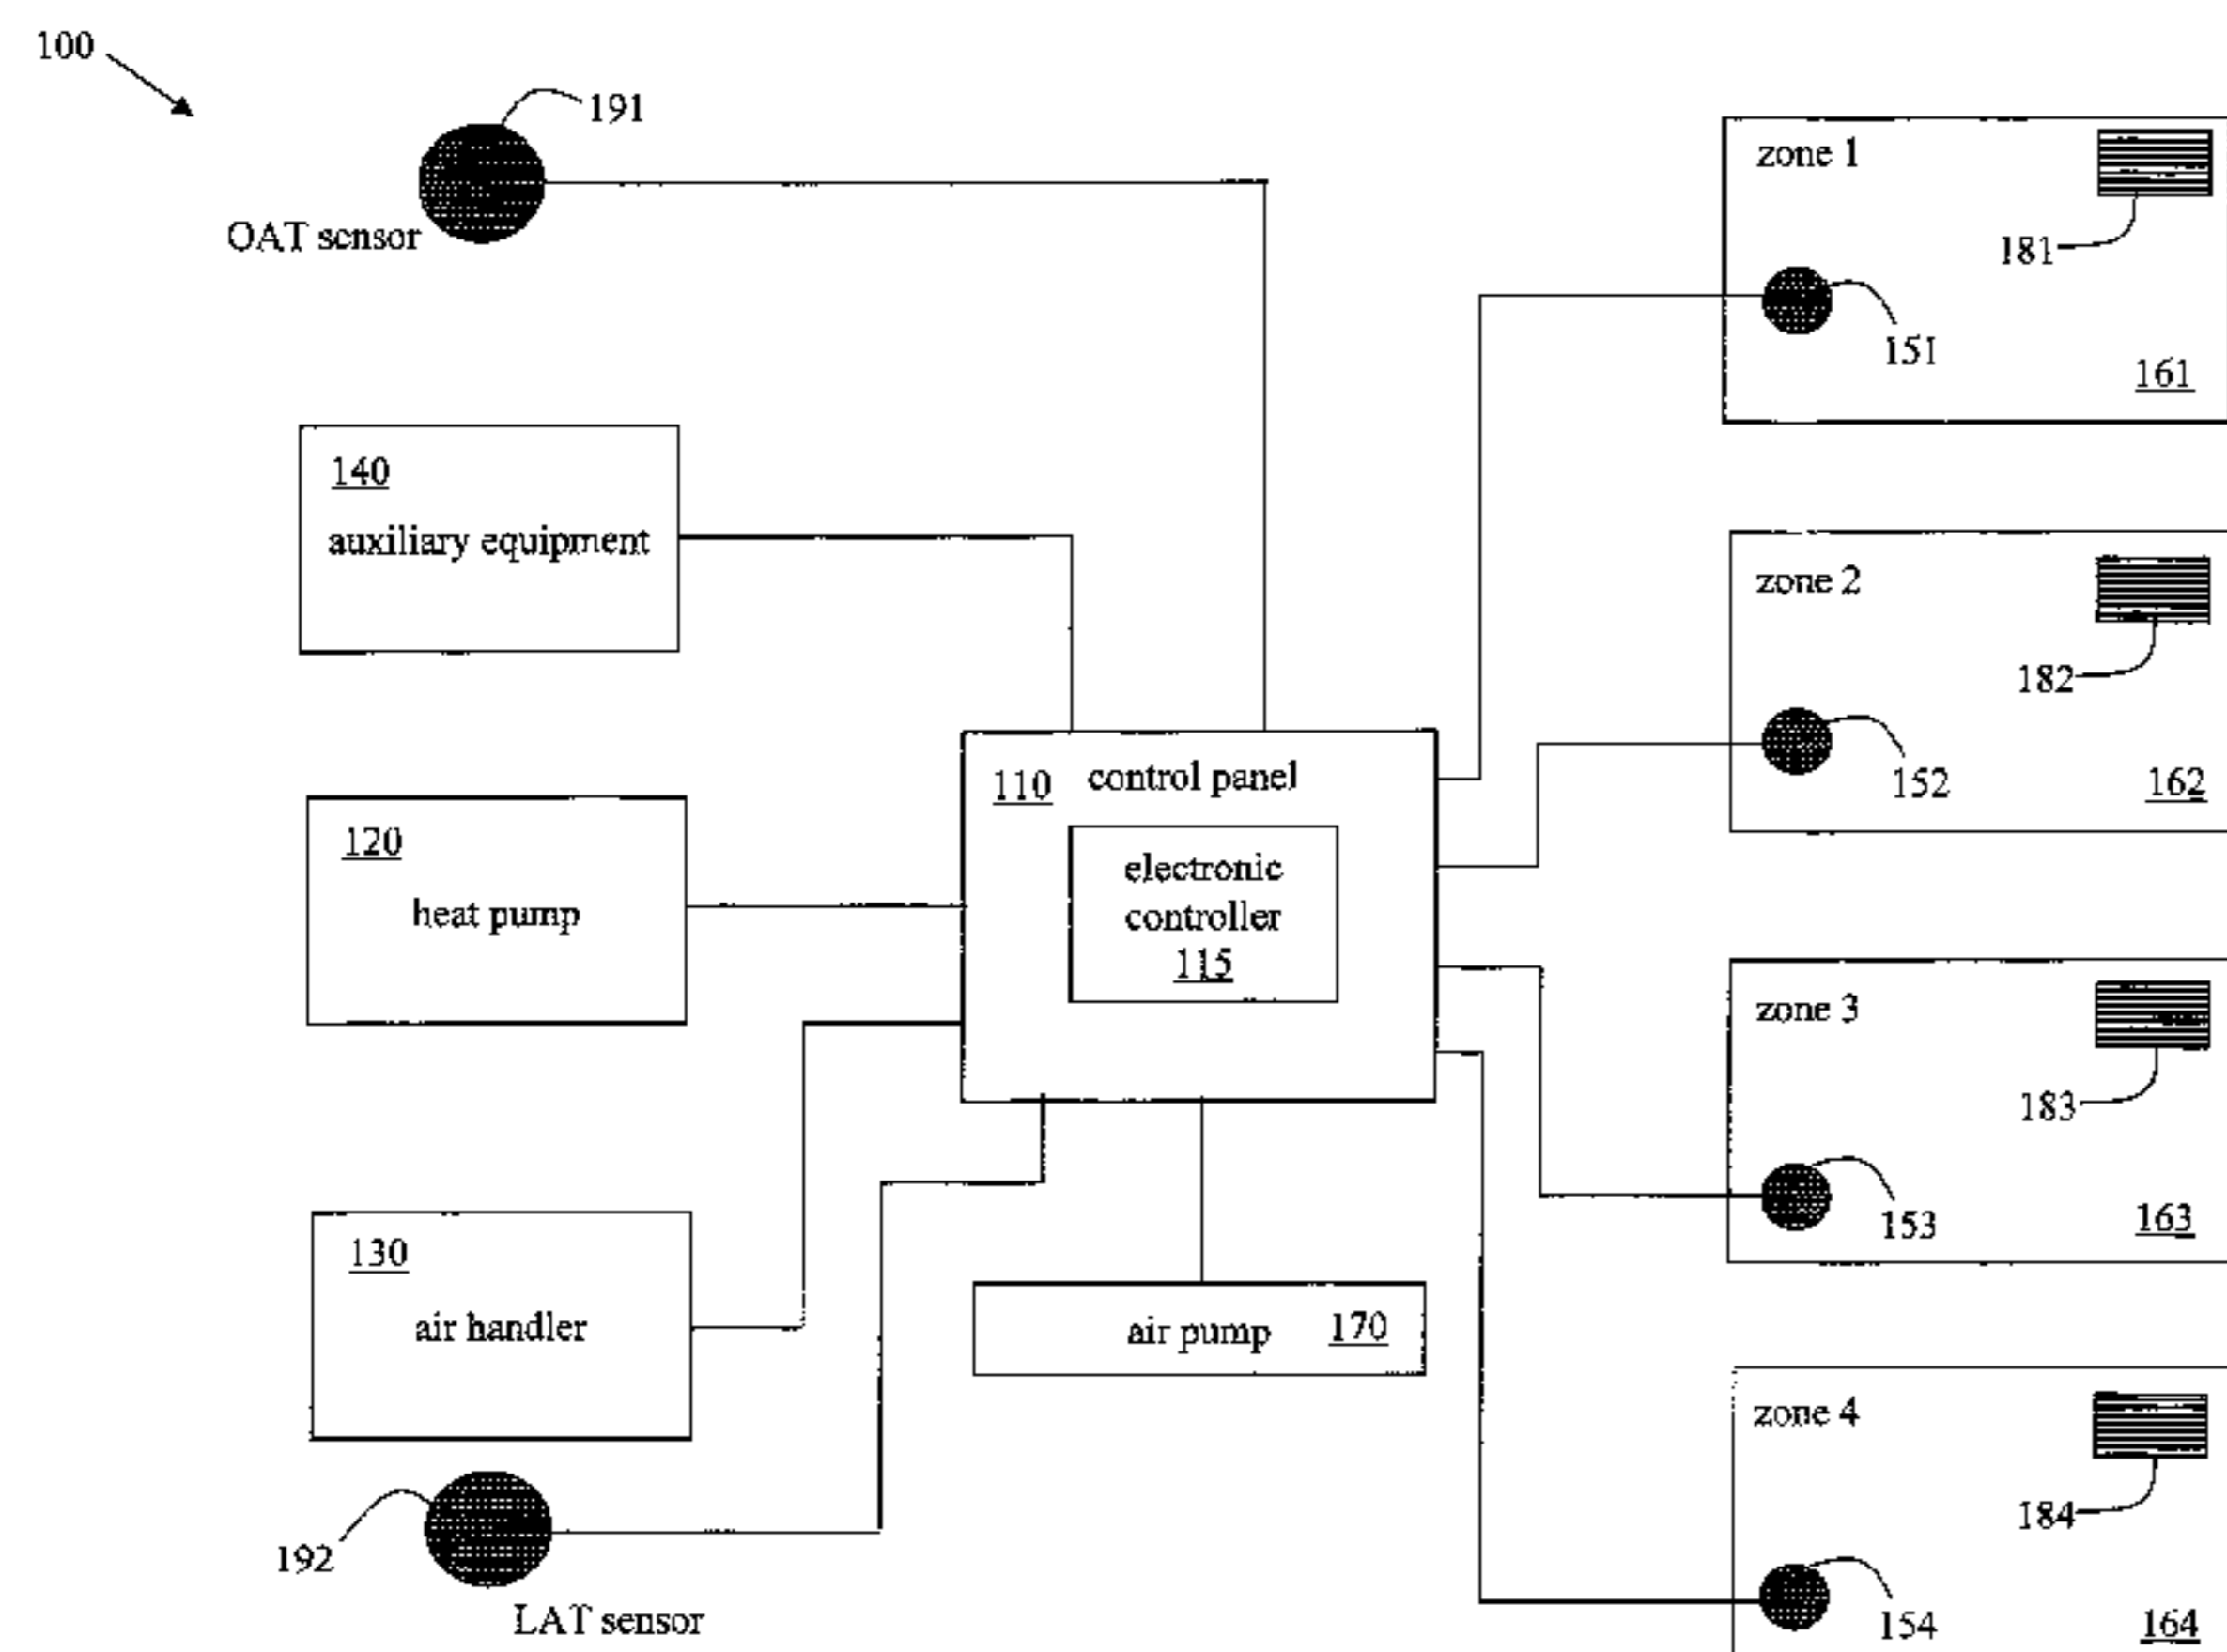 100
191
OAT sensor
140
auxiliary equipment
120
heat pump
130
air handler
192
LAT sensor
110 control panel
electronic
controller
115
air pump 170
zone 1
181
151
161
zone 2
182
152
162
zone 3
183
153
163
zone 4
184
154
164